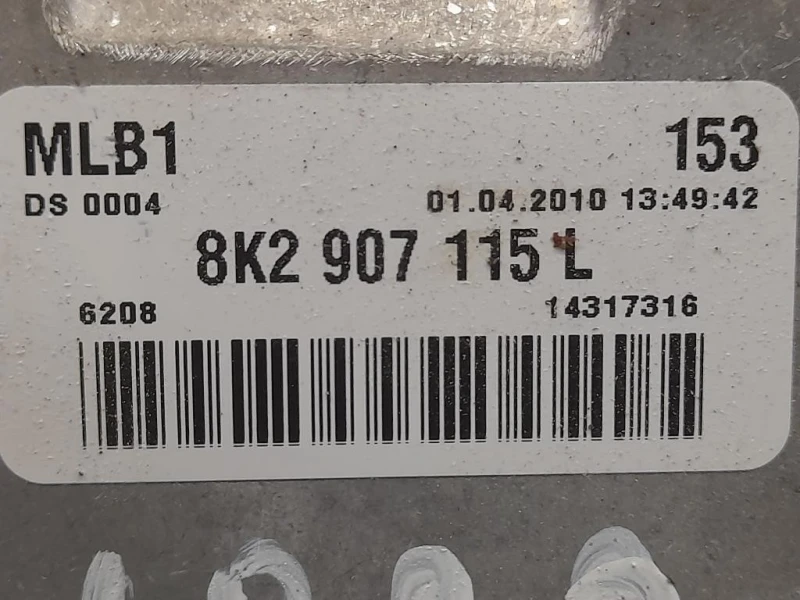 MLB1 153
DS 0004 01.04.2010 13:49:42
8K2 907 115 L
6208 14317316